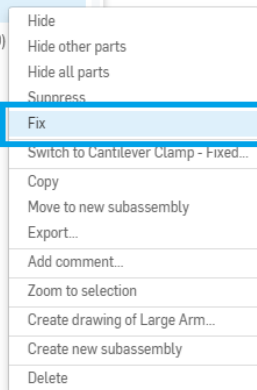 Hide
Hide other parts
Hide all parts
Suppress
Fix
Switch to Cantilever Clamp - Fixed...
Copy
Move to new subassembly
Export...
Add comment...
Zoom to selection
Create drawing of Large Arm...
Create new subassembly
Delete